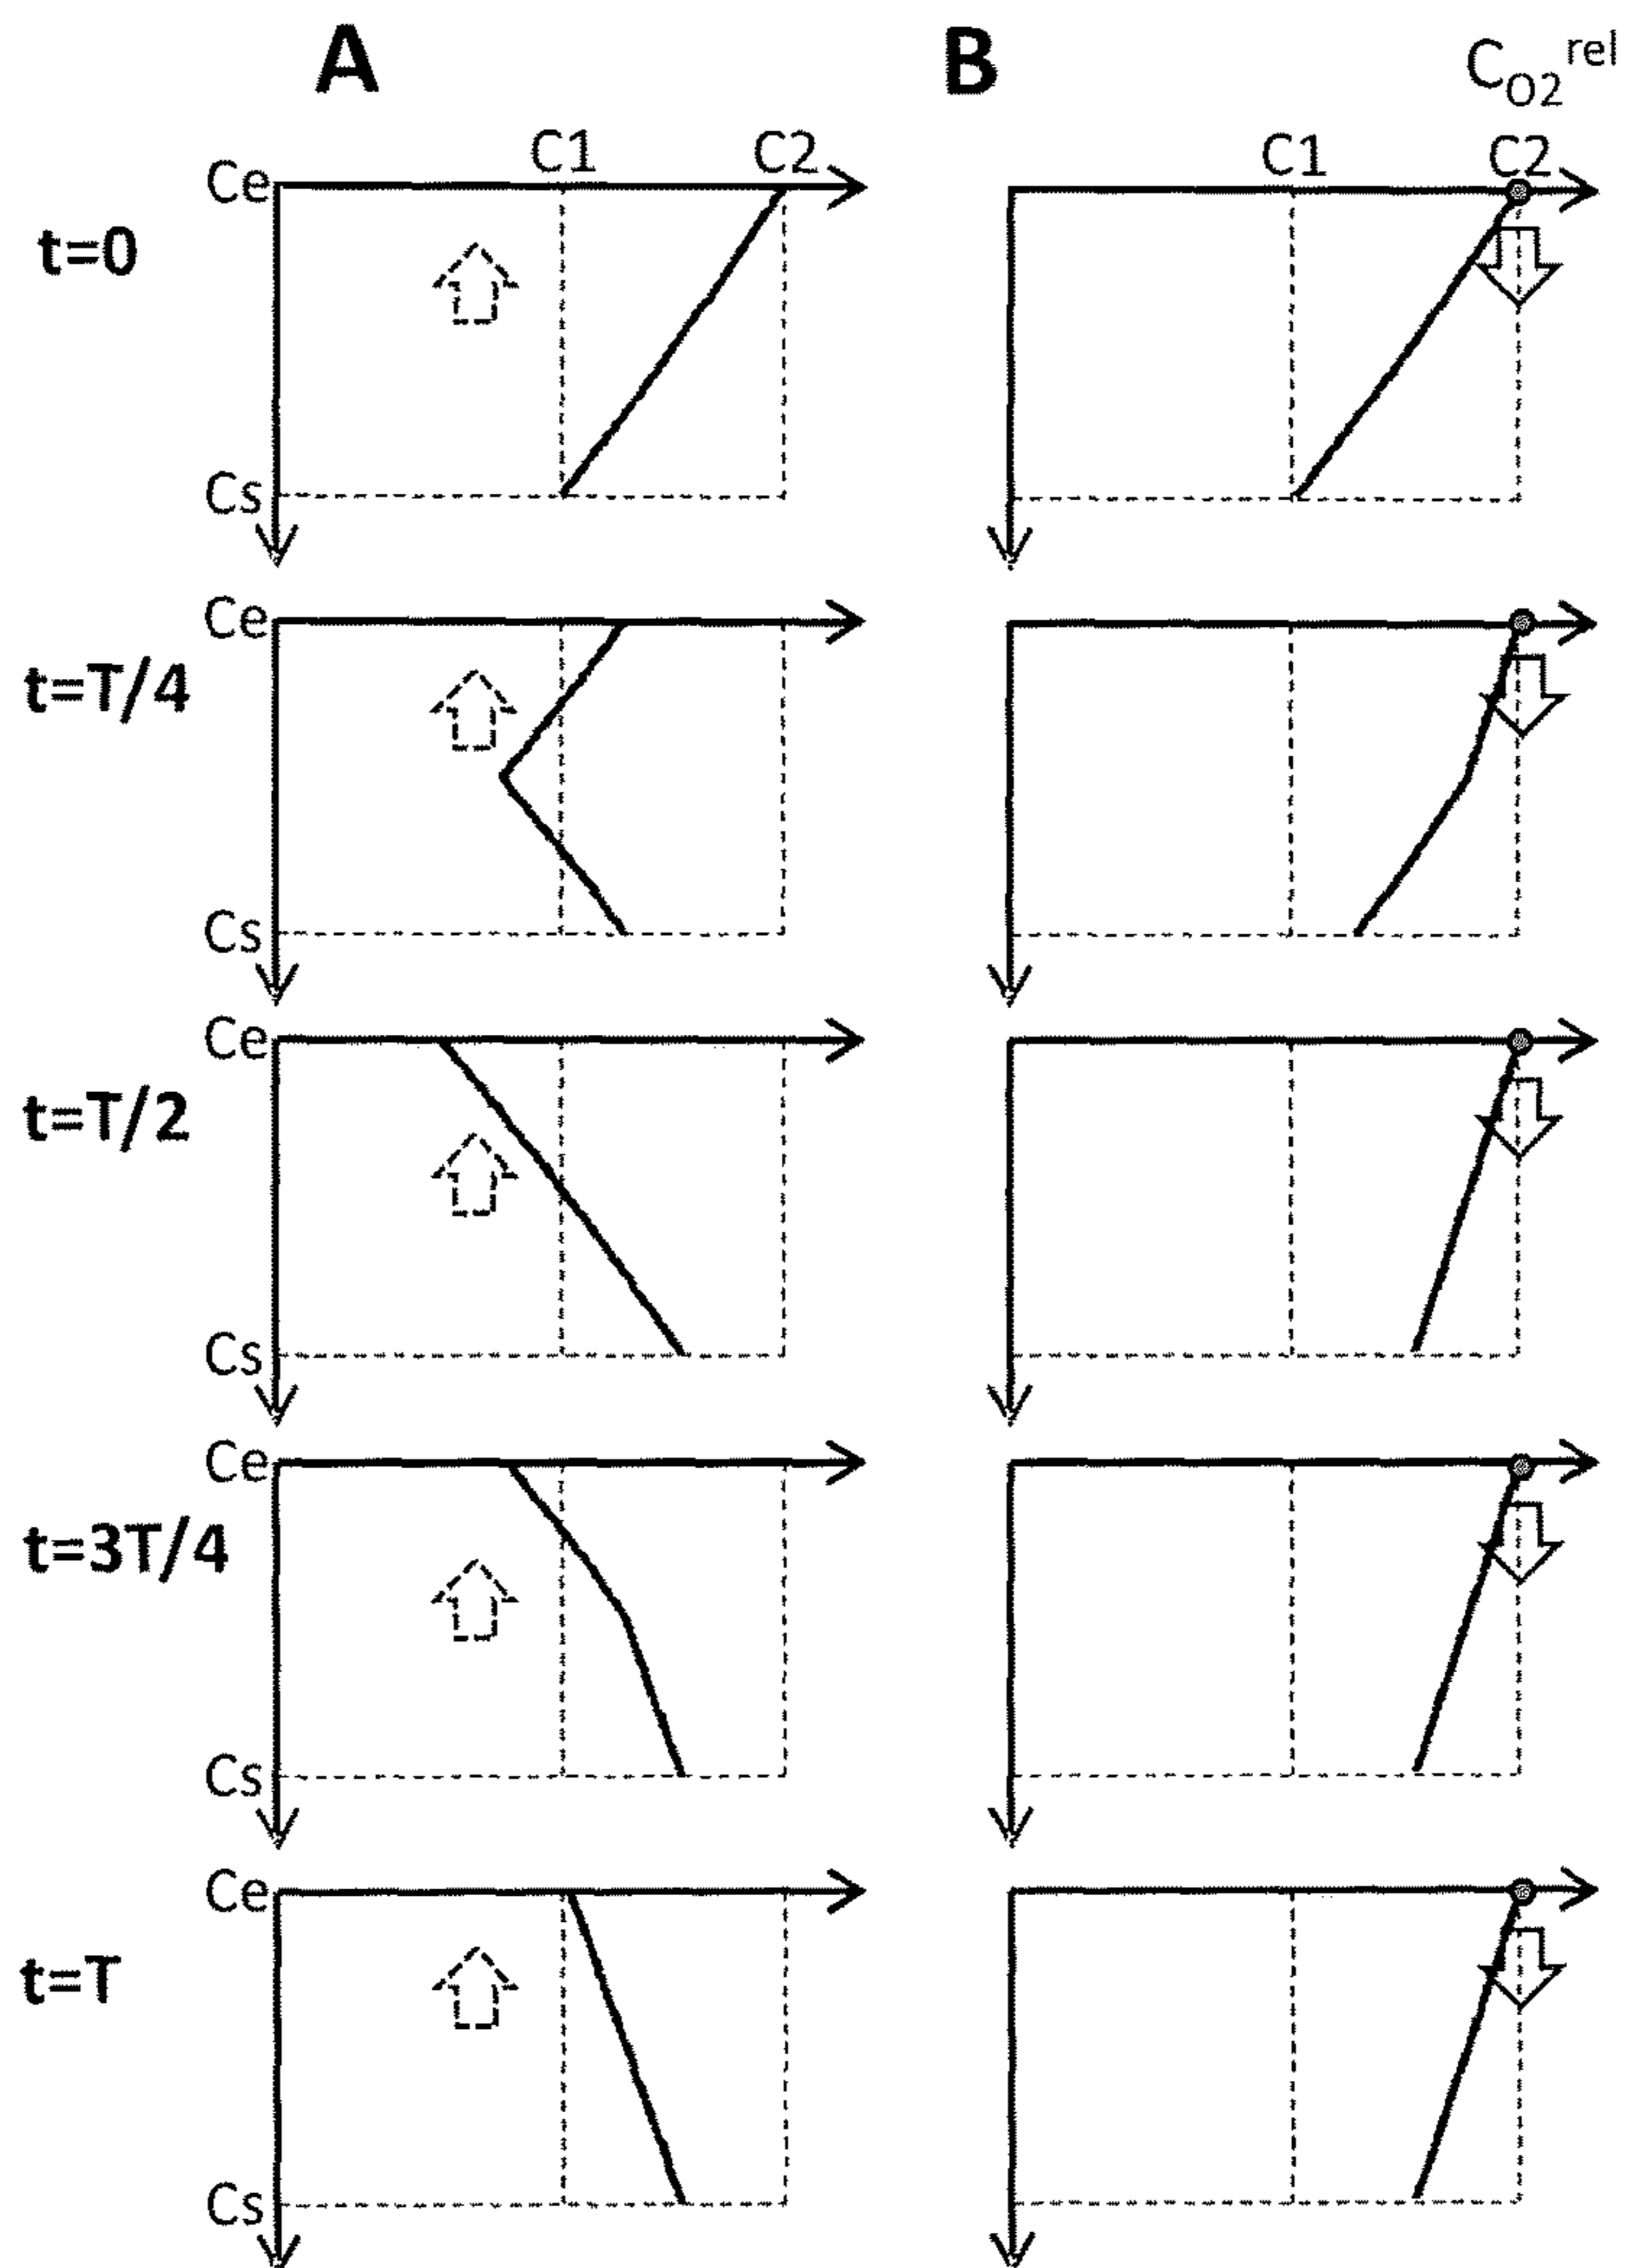 A B C_O2^rel
C1 C2 C1 C2
Ce
t=0
Cs
Ce
t=T/4
Cs
Ce
t=T/2
Cs
Ce
t=3T/4
Cs
Ce
t=T
Cs